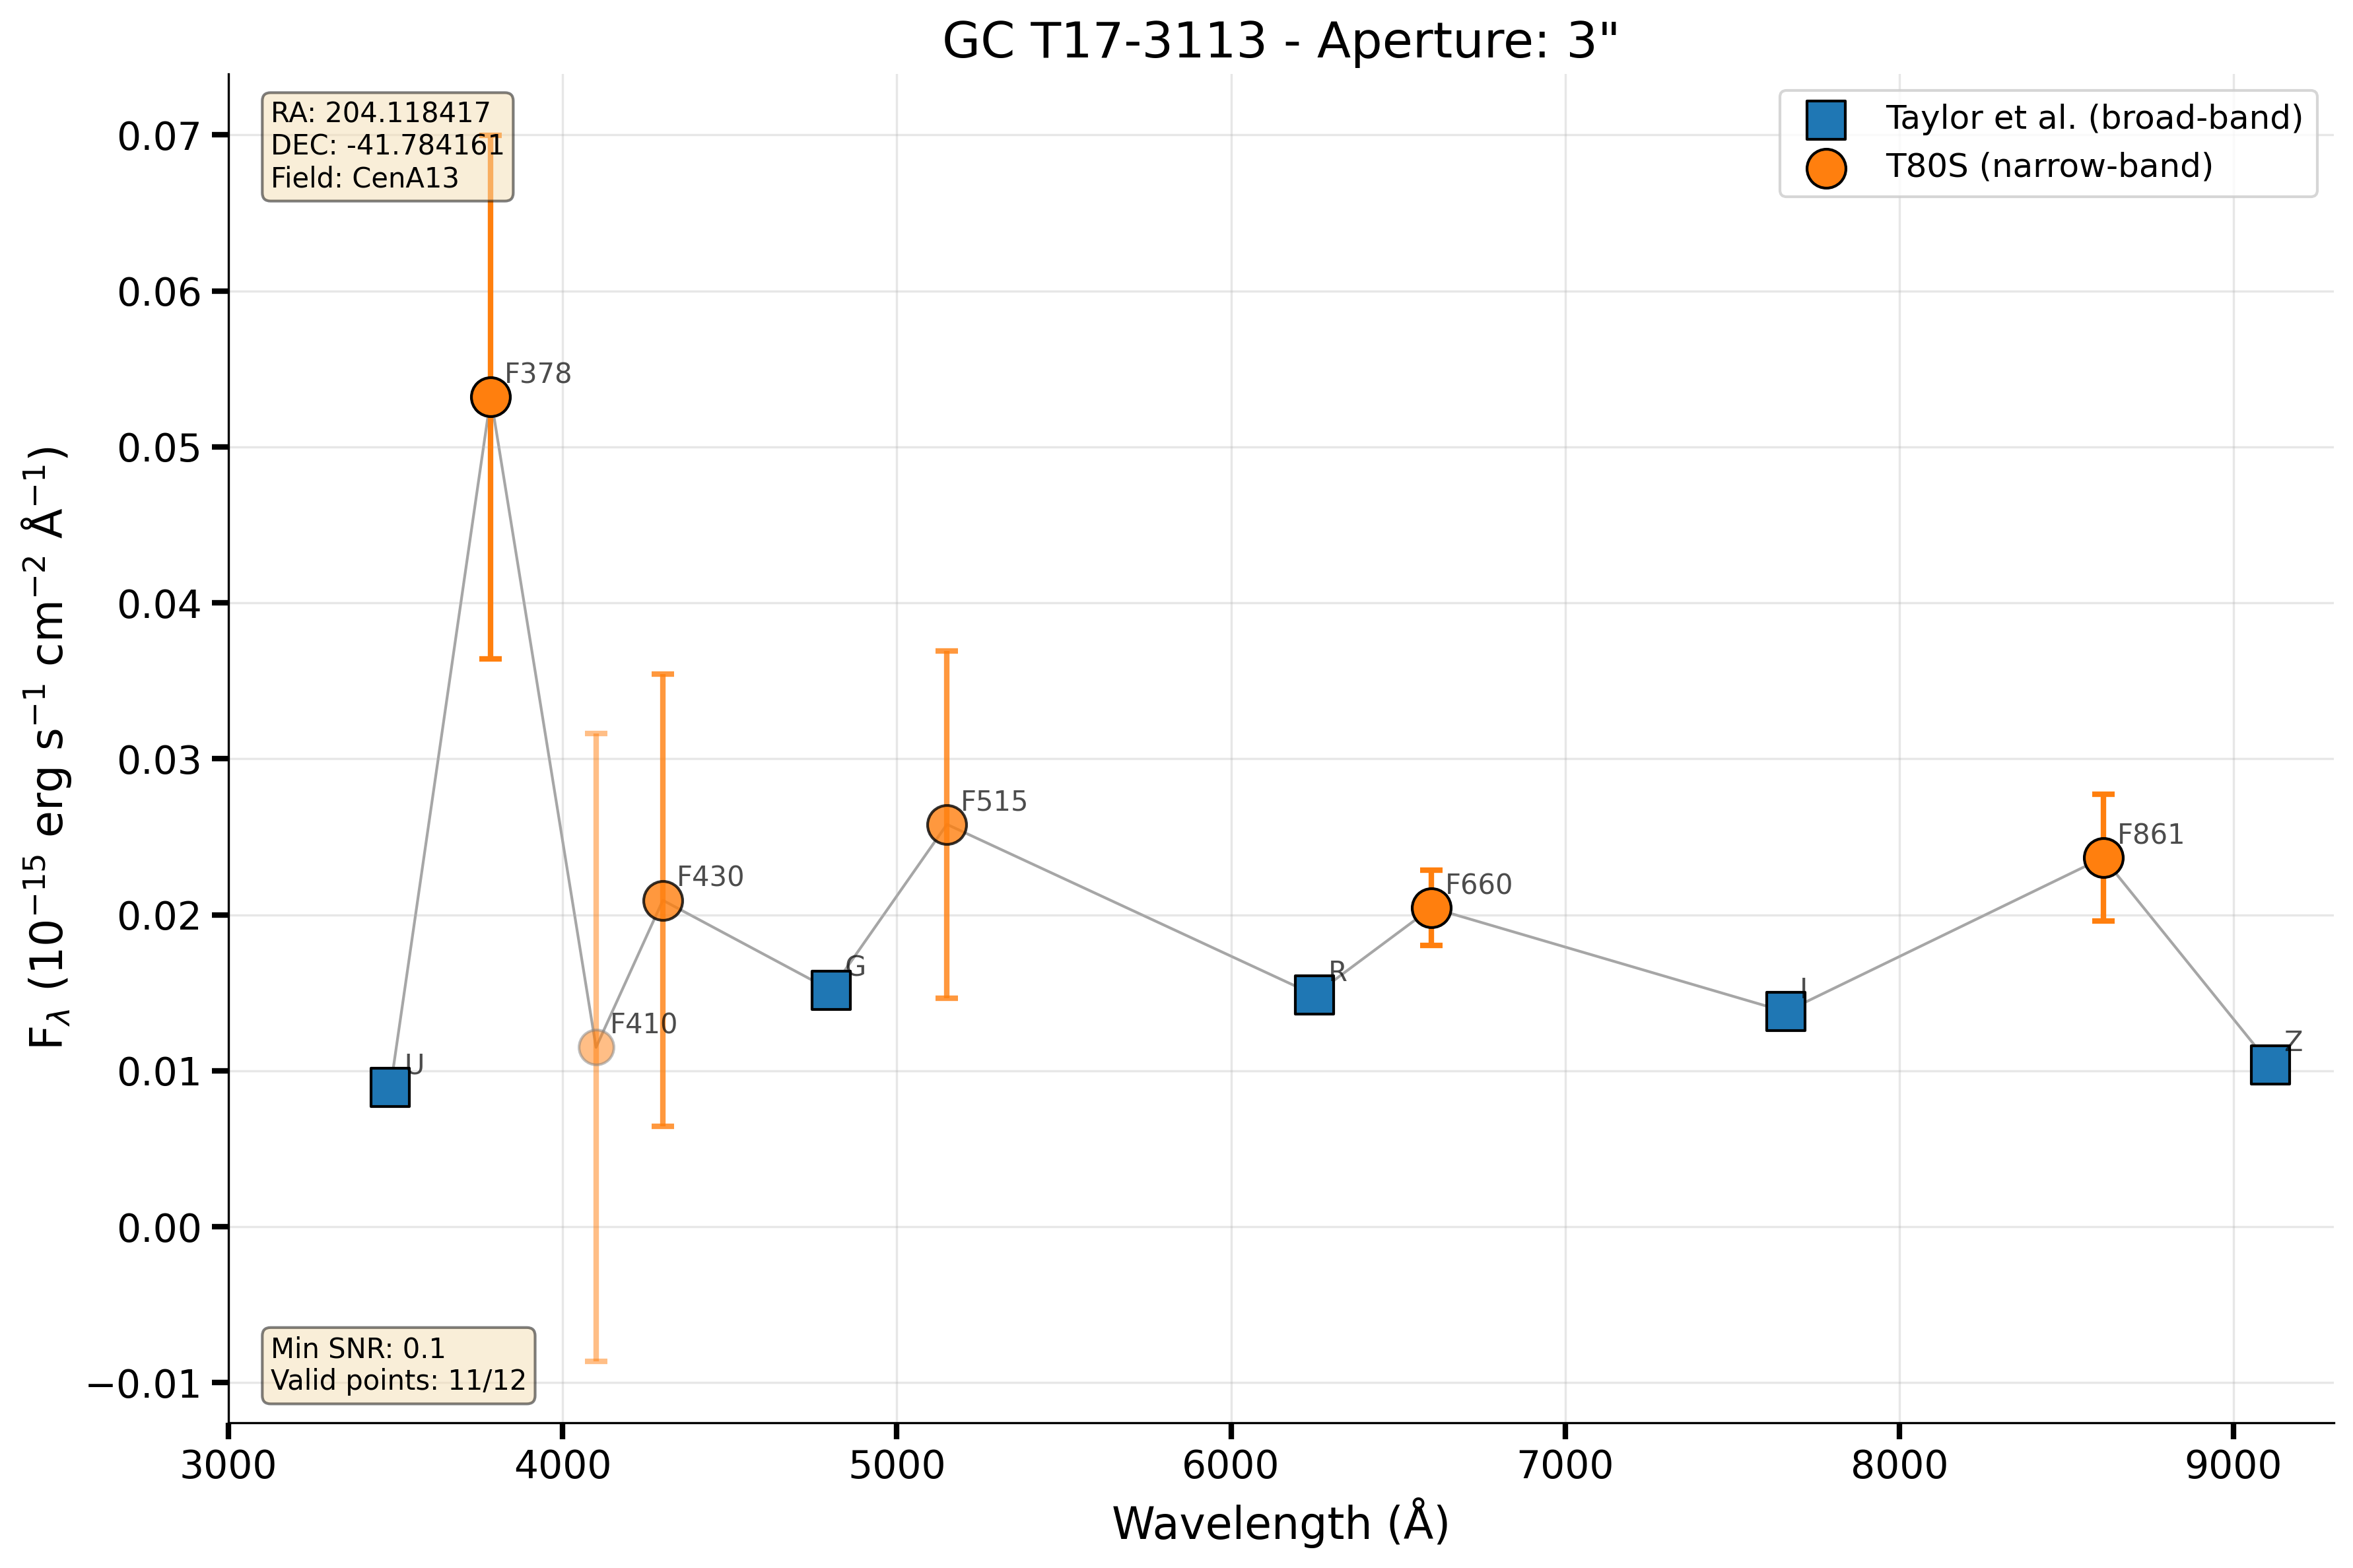 GC T17-3113 - Aperture: 3"
RA: 204.118417
DEC: -41.784161
Field: CenA13
Taylor et al. (broad-band)
T80S (narrow-band)
0.07
0.06
0.05
0.04
0.03
0.02
0.01
0.00
−0.01
F_λ (10⁻¹⁵ erg s⁻¹ cm⁻² Å⁻¹)
U
F378
F410
F430
G
F515
R
F660
I
F861
Z
Min SNR: 0.1
Valid points: 11/12
3000 4000 5000 6000 7000 8000 9000
Wavelength (Å)